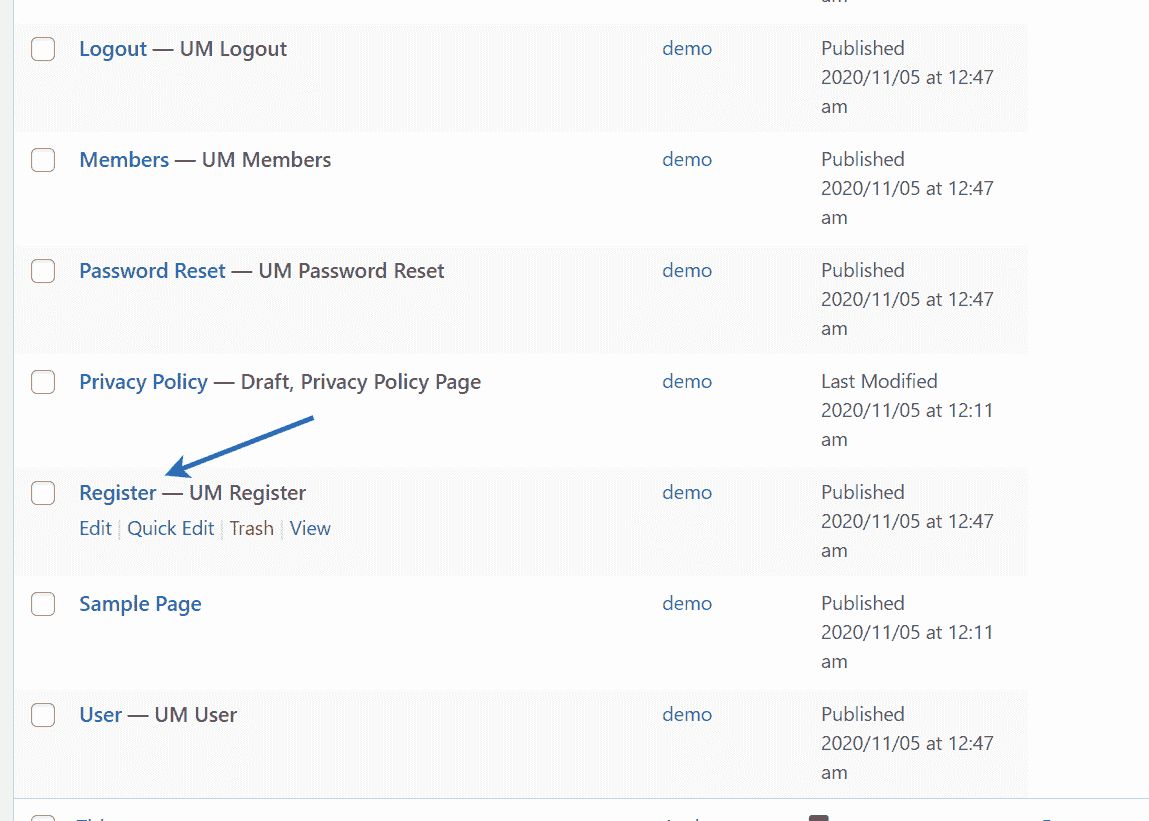 Logout — UM Logout demo Published
2020/11/05 at 12:47
am
Members — UM Members demo Published
2020/11/05 at 12:47
am
Password Reset — UM Password Reset demo Published
2020/11/05 at 12:47
am
Privacy Policy — Draft, Privacy Policy Page demo Last Modified
2020/11/05 at 12:11
am
Register — UM Register demo Published
Edit | Quick Edit | Trash | View 2020/11/05 at 12:47
am
Sample Page demo Published
2020/11/05 at 12:11
am
User — UM User demo Published
2020/11/05 at 12:47
am